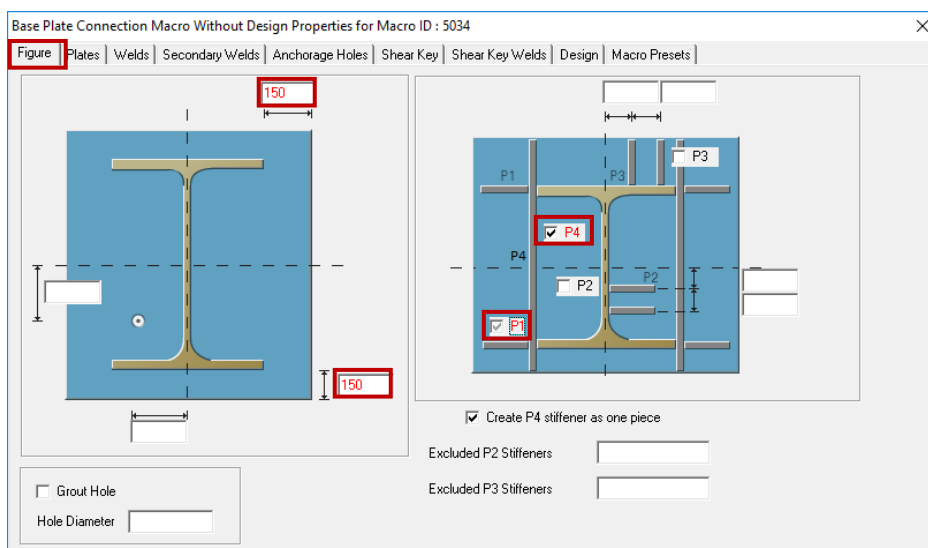 Base Plate Connection Macro Without Design Properties for Macro ID : 5034
Figure Plates Welds Secondary Welds Anchorage Holes Shear Key Shear Key Welds Design Macro Presets
150
150
Grout Hole
Hole Diameter
P3
P1
P3
P4
P4
P2
P2
P1
Create P4 stiffener as one piece
Excluded P2 Stiffeners
Excluded P3 Stiffeners